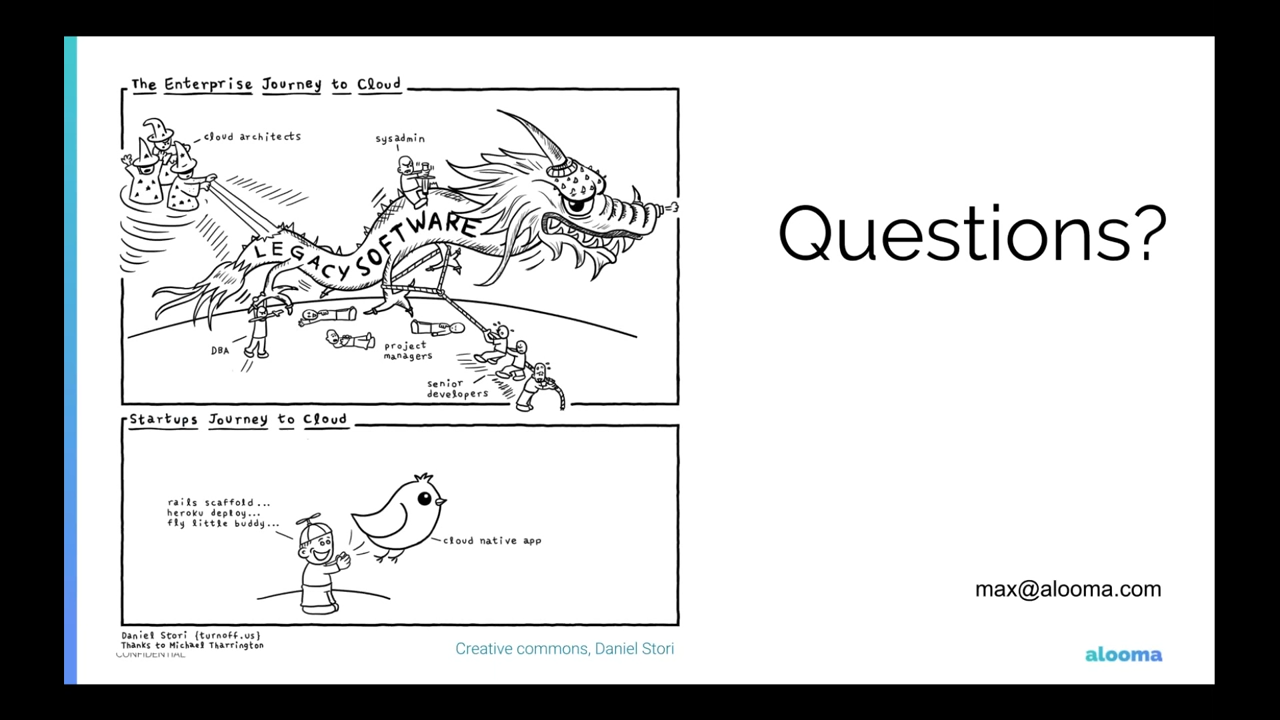 The Enterprise Journey to Cloud
cloud architects
sysadmin
LEGACY SOFTWARE
DBA
project
managers
senior
developers
Startups Journey to Cloud
rails scaffold...
heroku deploy...
fly little buddy...
cloud native app
Daniel Stori {turnoff.us}
Thanks to Michael Tharrington
CONFIDENTIAL
Creative commons, Daniel Stori
Questions?
max@alooma.com
alooma